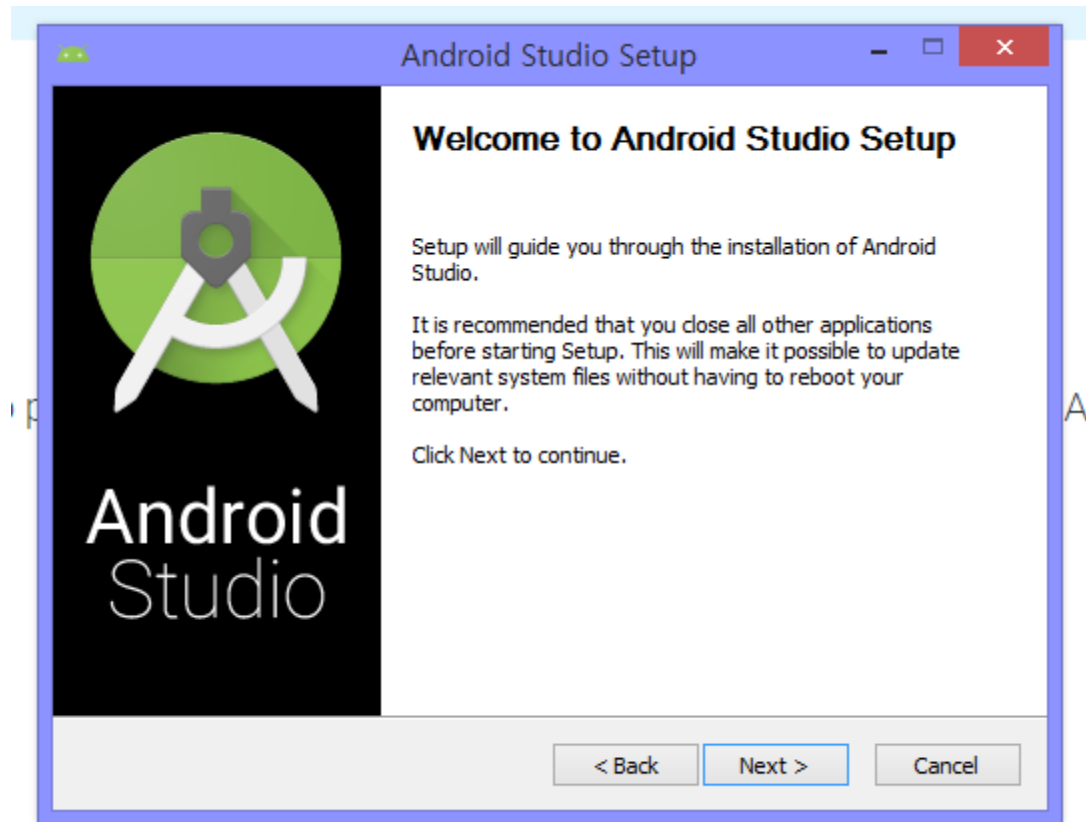 Android Studio Setup
Welcome to Android Studio Setup
Setup will guide you through the installation of Android
Studio.
It is recommended that you close all other applications
before starting Setup. This will make it possible to update
relevant system files without having to reboot your
computer.
Click Next to continue.
Android
Studio
< Back Next > Cancel